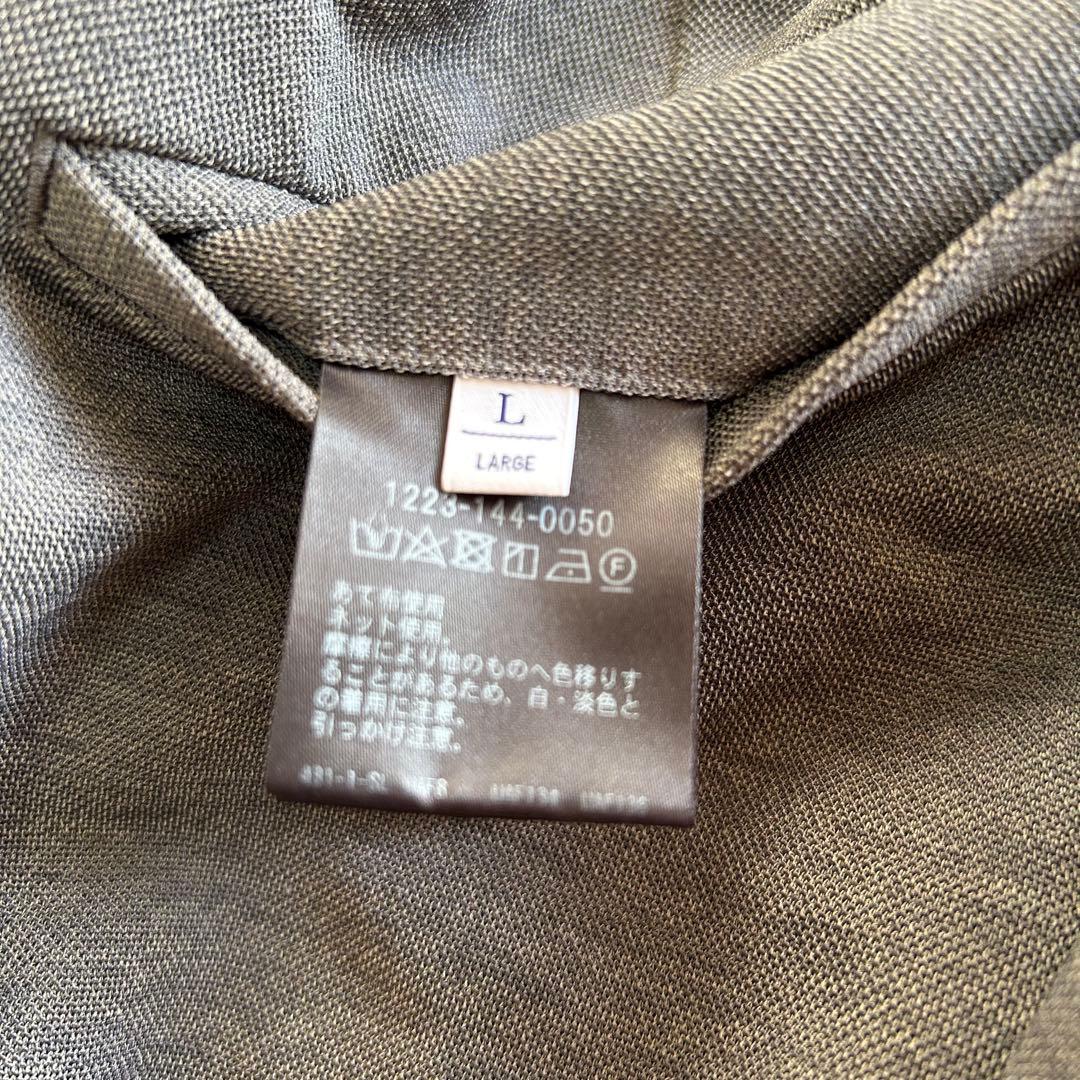 L
LARGE
1223-144-0050
F
あて布使用
ネット使用。
摩擦により他のものへ色移りす
ることがあるため、白・淡色と
の着用に注意。
引っかけ注意。